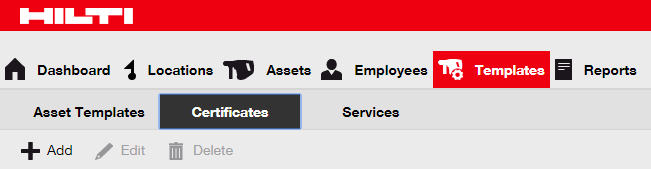 HILTI
Dashboard Locations Assets Employees Templates Reports
Asset Templates Certificates Services
Add Edit Delete